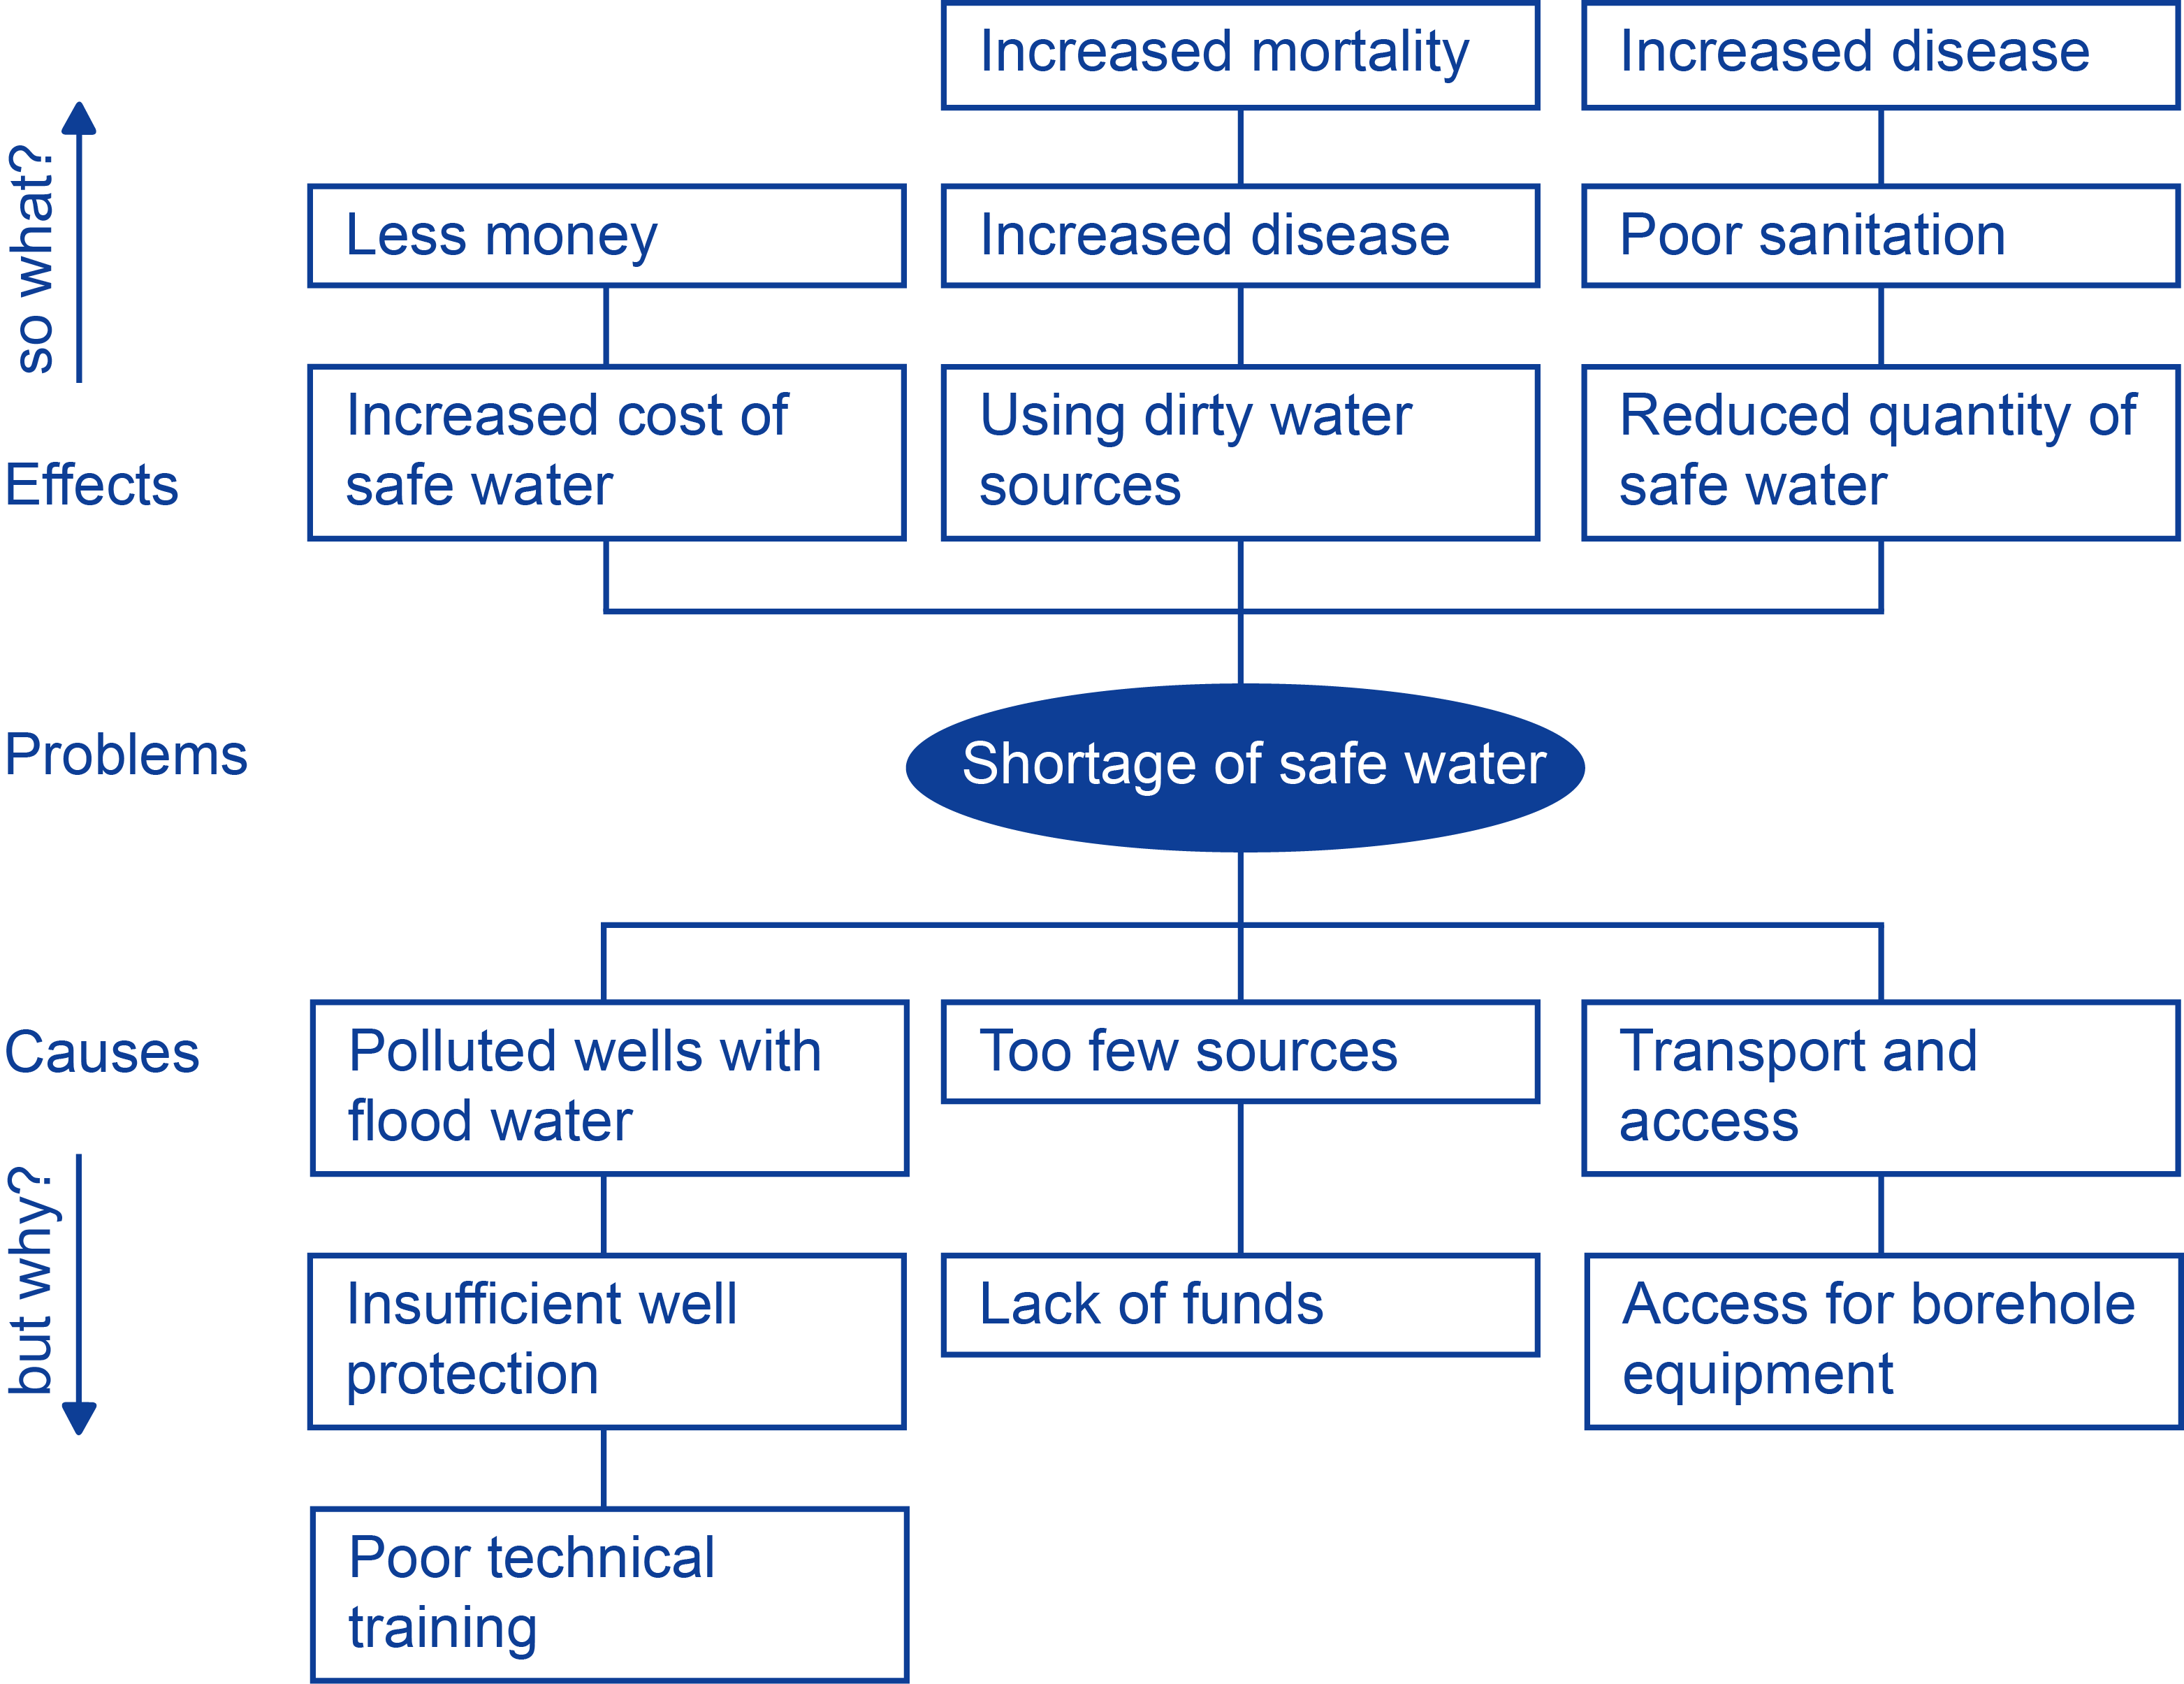 Increased mortality
Increased disease
so what?
Less money
Increased disease
Poor sanitation
Increased cost of
safe water
Using dirty water
sources
Reduced quantity of
safe water
Effects
Problems
Shortage of safe water
Causes
Polluted wells with
flood water
Too few sources
Transport and
access
but why?
Insufficient well
protection
Lack of funds
Access for borehole
equipment
Poor technical
training